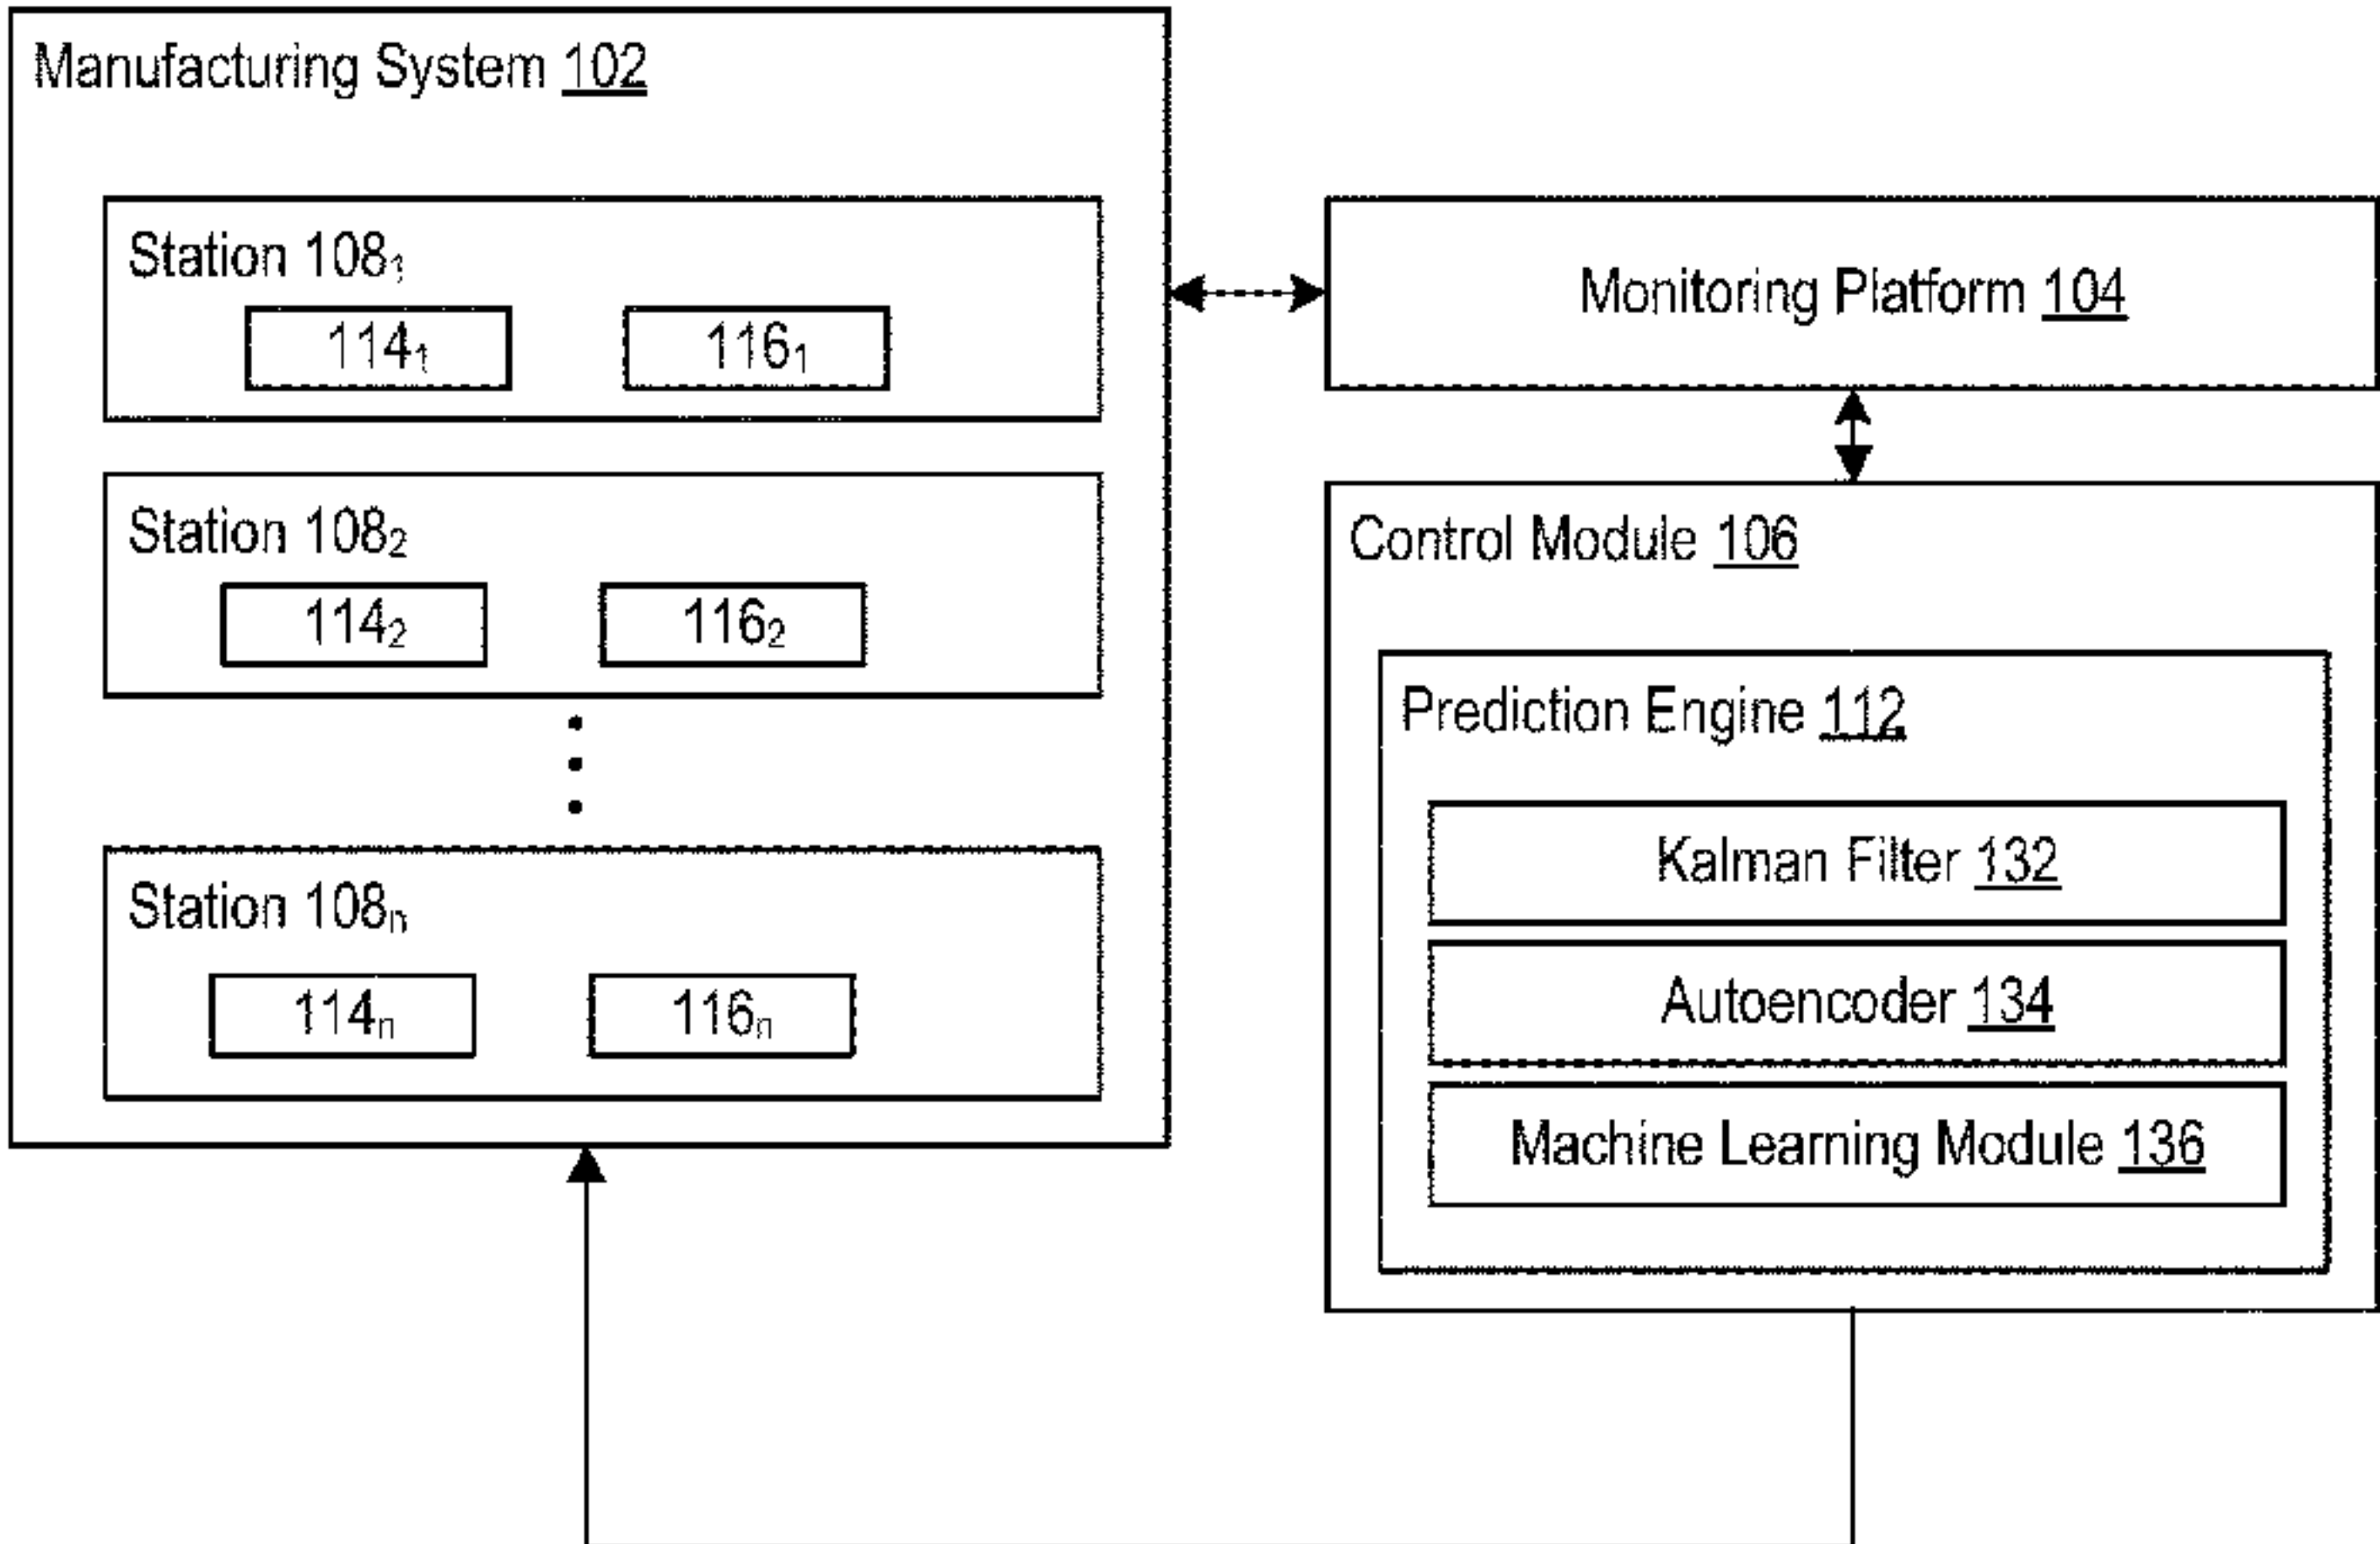 Manufacturing System 102
Station 108₁
114₁ 116₁
Station 108₂
114₂ 116₂
Station 108ₙ
114ₙ 116ₙ
Monitoring Platform 104
Control Module 106
Prediction Engine 112
Kalman Filter 132
Autoencoder 134
Machine Learning Module 136